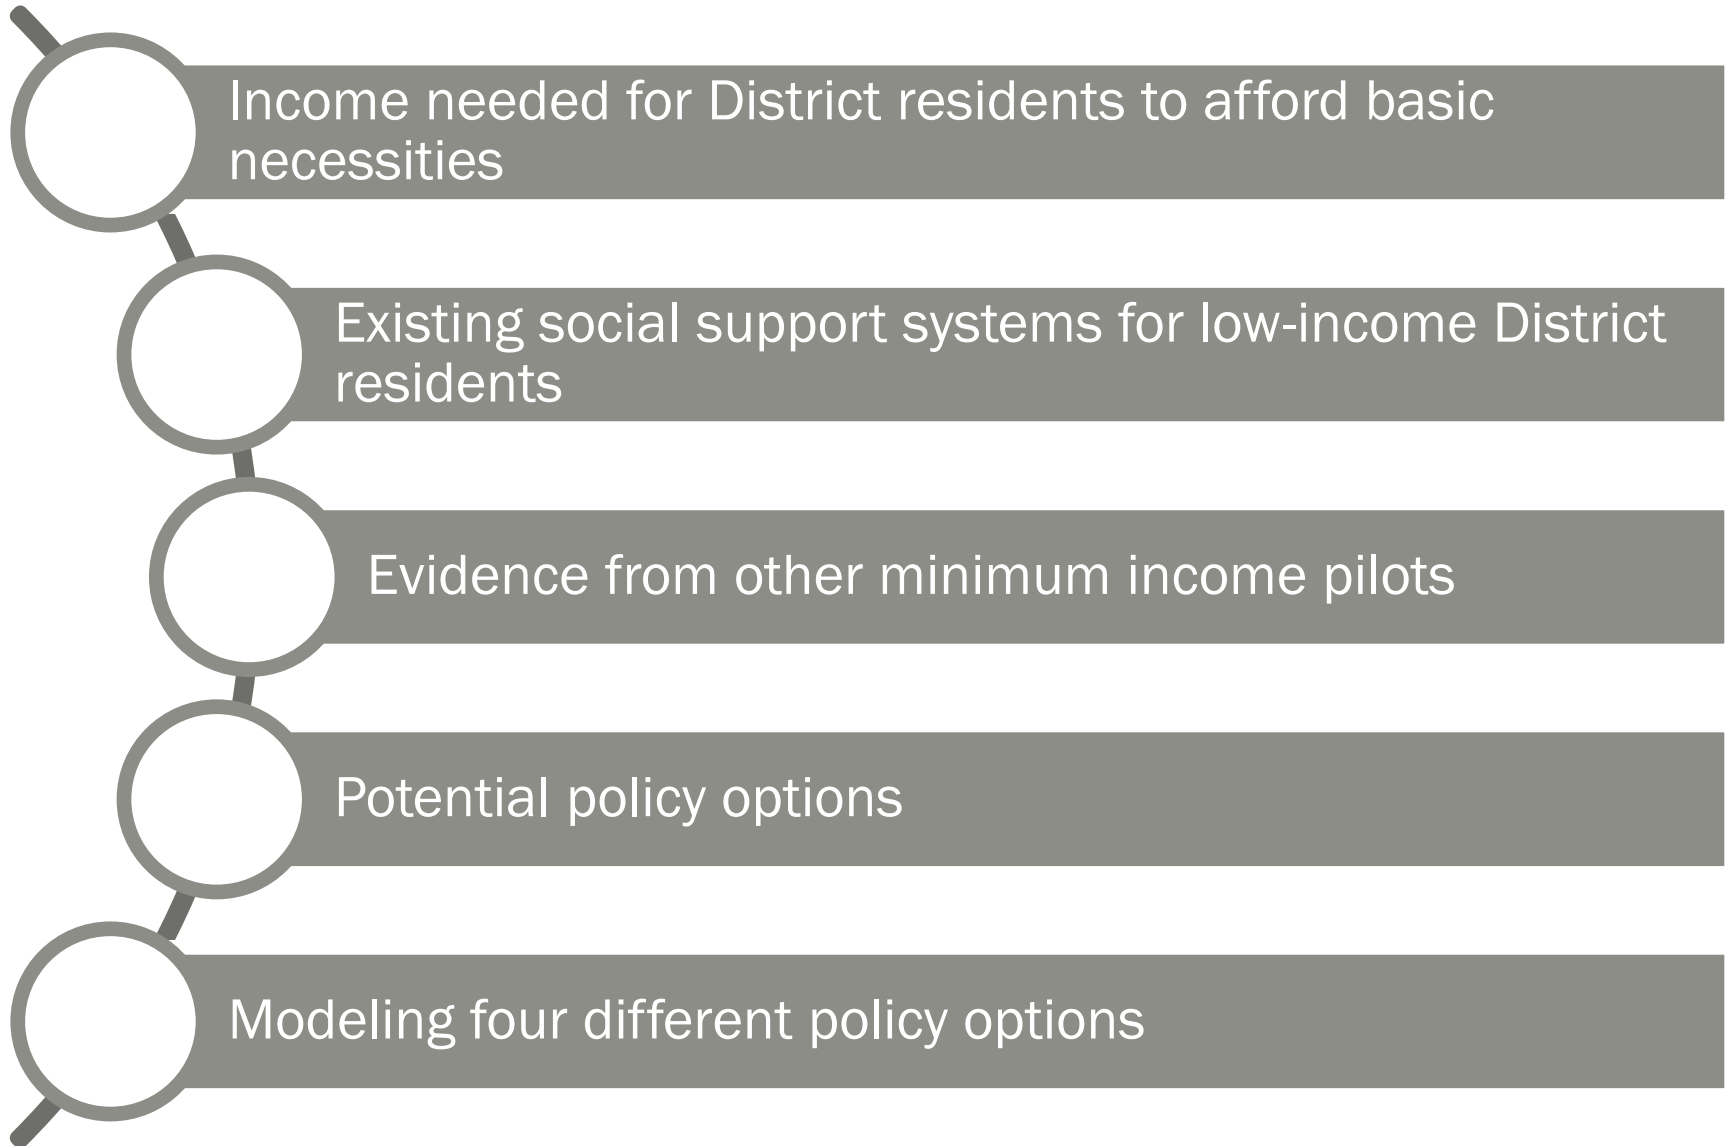 Income needed for District residents to afford basic
necessities
Existing social support systems for low-income District
residents
Evidence from other minimum income pilots
Potential policy options
Modeling four different policy options